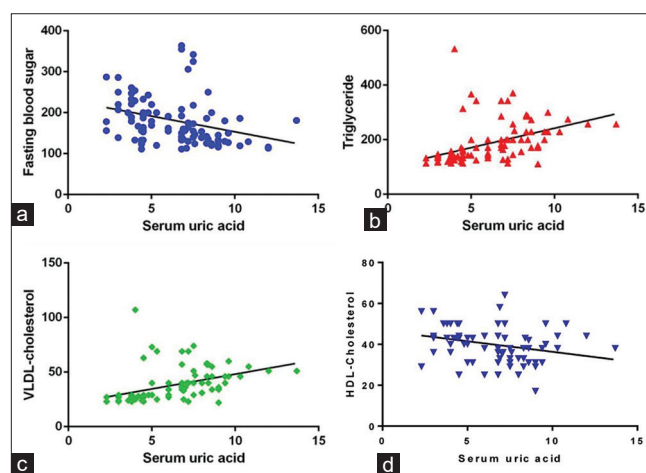 400
300
200
100
0
Fasting blood sugar
0 5 10 15
Serum uric acid
a
600
400
200
0
Triglyceride
0 5 10 15
Serum uric acid
b
150
100
50
0
VLDL-cholesterol
0 5 10 15
Serum uric acid
c
80
60
40
20
0
HDL-Cholesterol
0 5 10 15
Serum uric acid
d